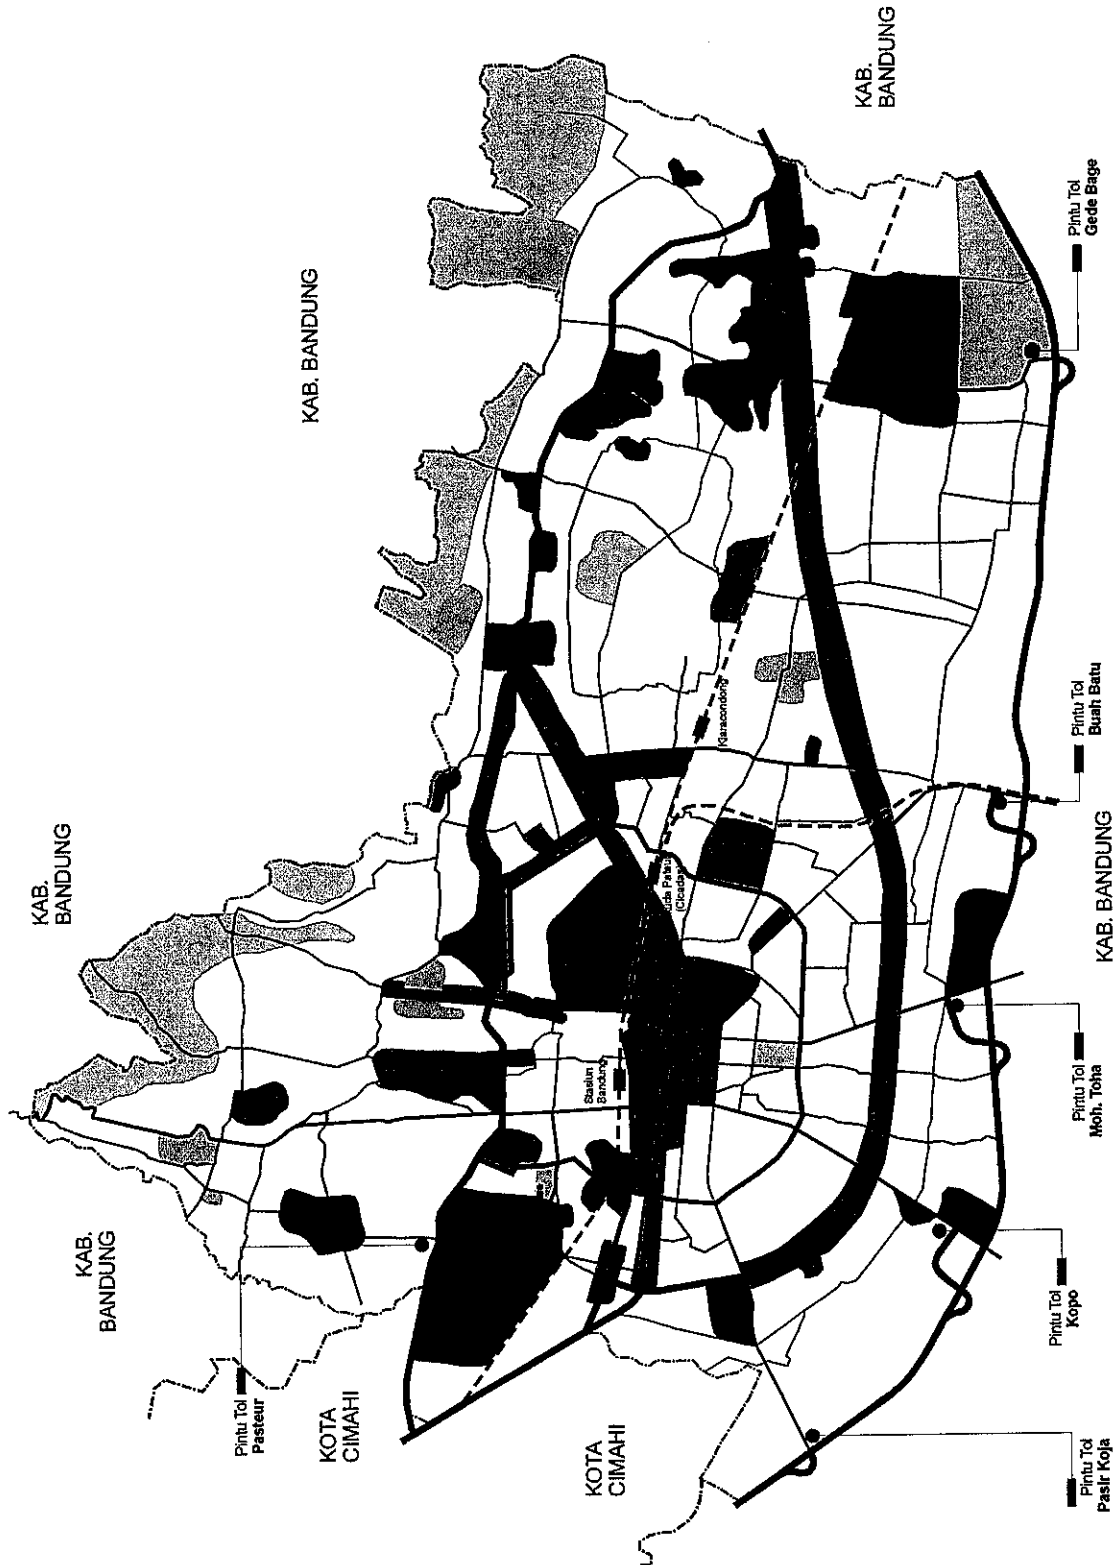 KAB.
BANDUNG
KAB.
BANDUNG
KAB. BANDUNG
KAB.
BANDUNG
Pintu Tol
Pasteur
KOTA
CIMAHI
KOTA
CIMAHI
Stasiun
Bandung
(Cicadas)
Kiaracondong
Pintu Tol
Pasir Koja
Pintu Tol
Kopo
Pintu Tol
Moh. Toha
KAB. BANDUNG
Pintu Tol
Buah Batu
Pintu Tol
Gede Bage